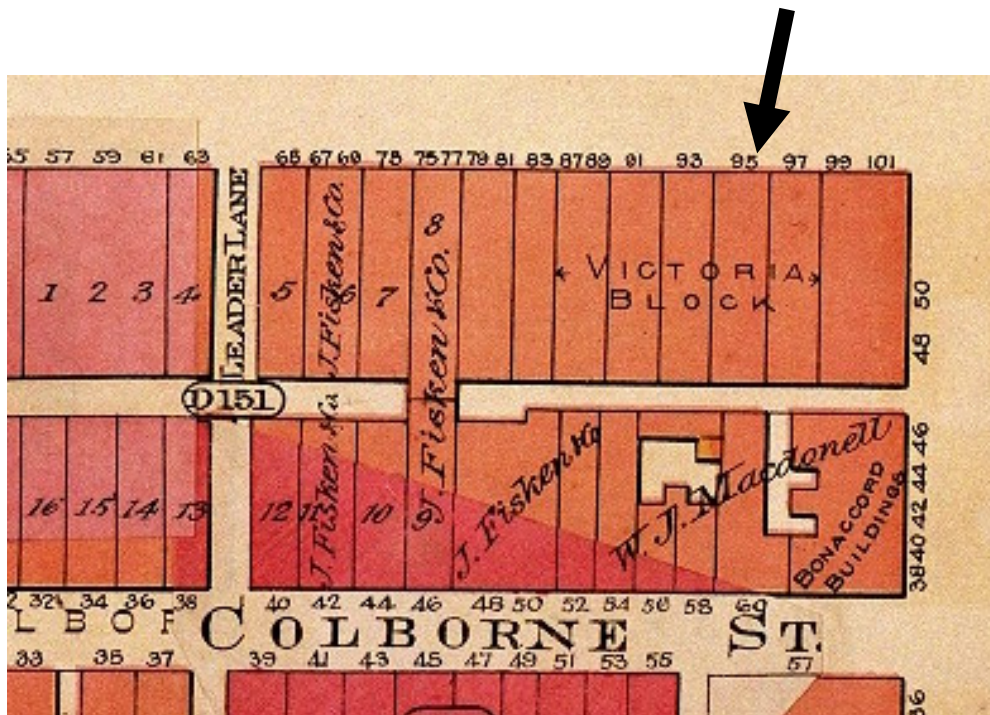 57 59 61 63 65 67 69 73 75 77 79 81 83 87 89 91 93 95 97 99 101
LEADER LANE
J. Fisken & Co.
8
J. Fisken & Co.
VICTORIA
BLOCK
1 2 3 4 5 6 7
50
48
D151
J. Fisken & Co
J. Fisken & Co
W. J. Macdonell
BONACCORD
BUILDINGS
46
44
42
40
38
16 15 14 13 12 11 10 9
32 34 36 38 40 42 44 46 48 50 52 54 56 58 60
COLBORNE ST.
33 35 37 39 41 43 45 47 49 51 53 55 57